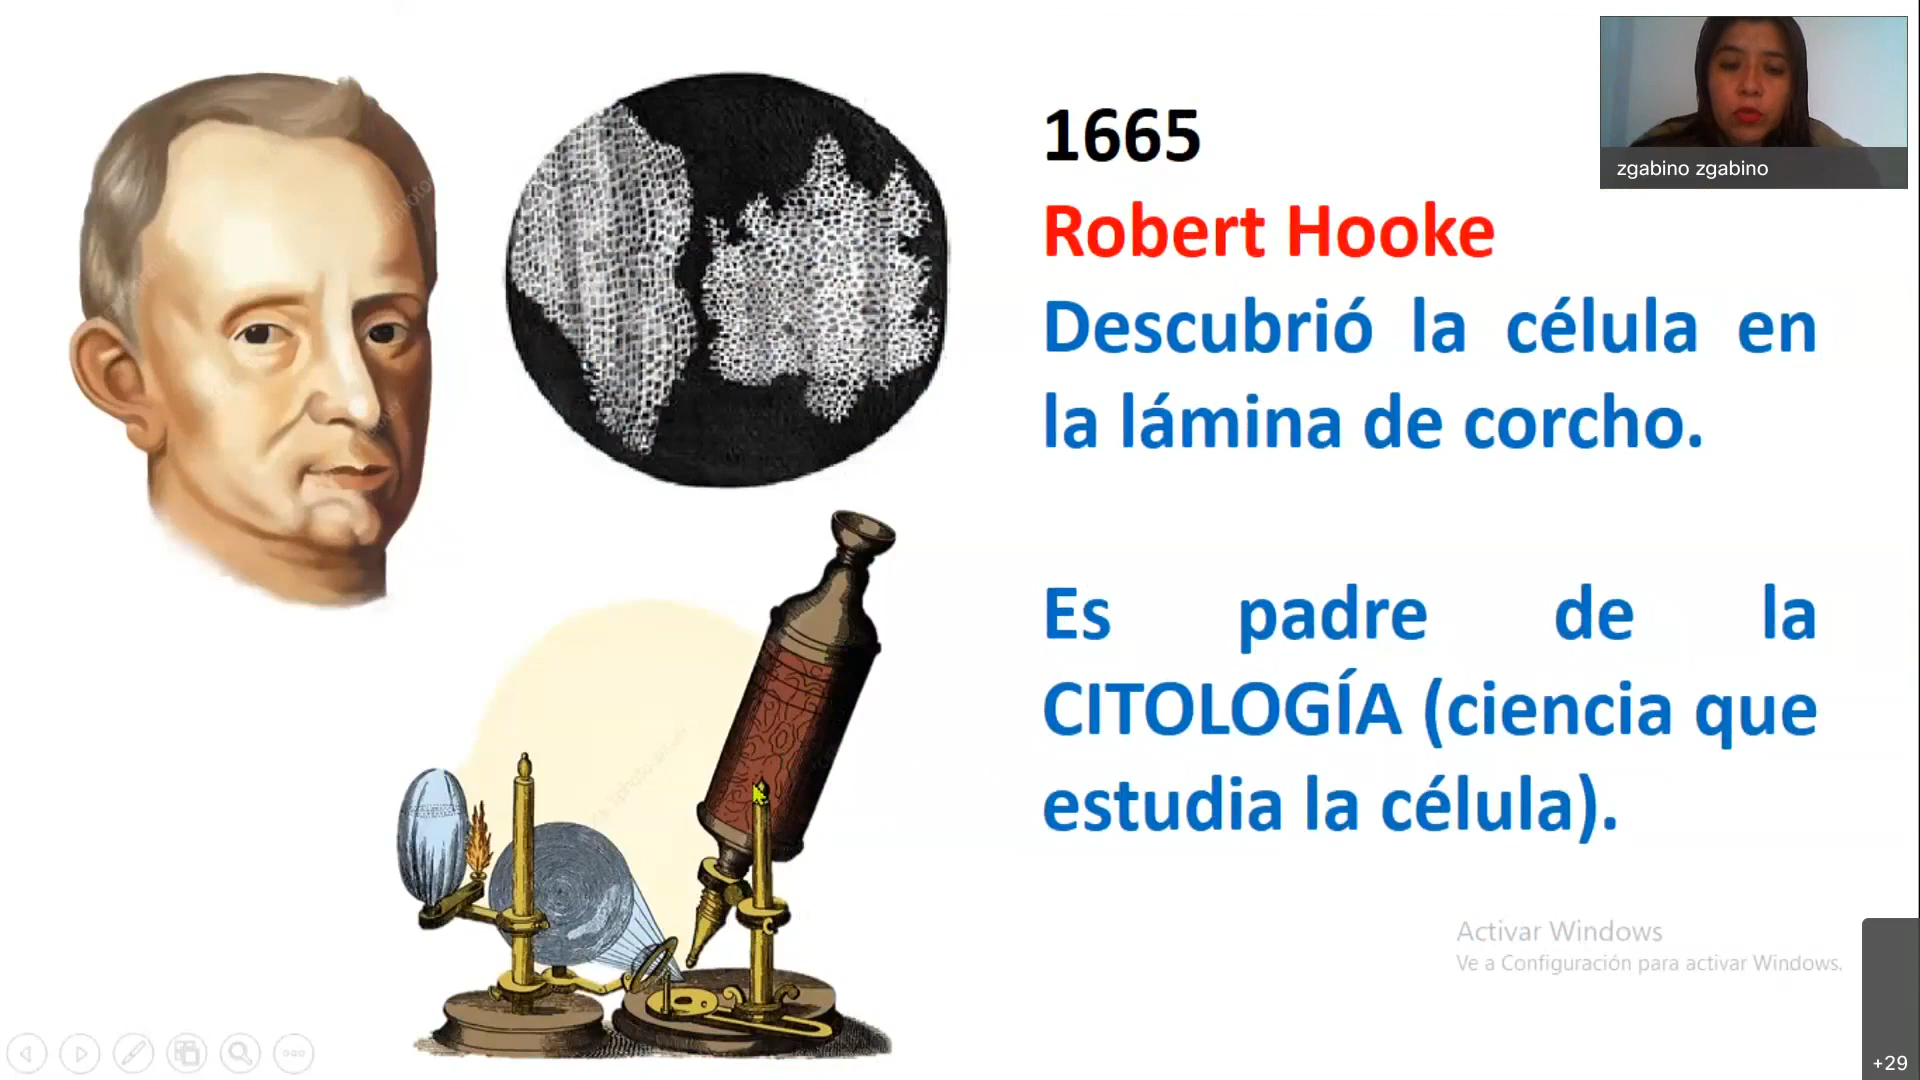 1665
Robert Hooke
Descubrió la célula en
la lámina de corcho.
Es padre de la
CITOLOGÍA (ciencia que
estudia la célula).
zgabino zgabino
Activar Windows
Ve a Configuración para activar Windows.
+29